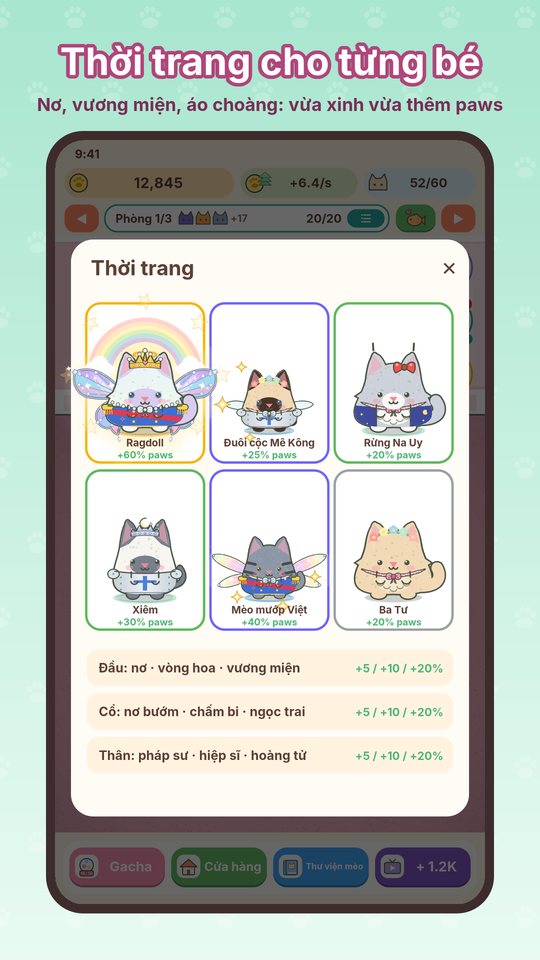 Thời trang cho từng bé
Nơ, vương miện, áo choàng: vừa xinh vừa thêm paws
9:41
12,845
+6.4/s
52/60
Phòng 1/3
+17
20/20
Thời trang
Ragdoll
+60% paws
Đuôi cộc Mê Kông
+25% paws
Rừng Na Uy
+20% paws
Xiêm
+30% paws
Mèo mướp Việt
+40% paws
Ba Tư
+20% paws
Đầu: nơ · vòng hoa · vương miện
+5 / +10 / +20%
Cổ: nơ bướm · chấm bi · ngọc trai
+5 / +10 / +20%
Thân: pháp sư · hiệp sĩ · hoàng tử
+5 / +10 / +20%
Gacha
Cửa hàng
Thư viện mèo
+ 1.2K